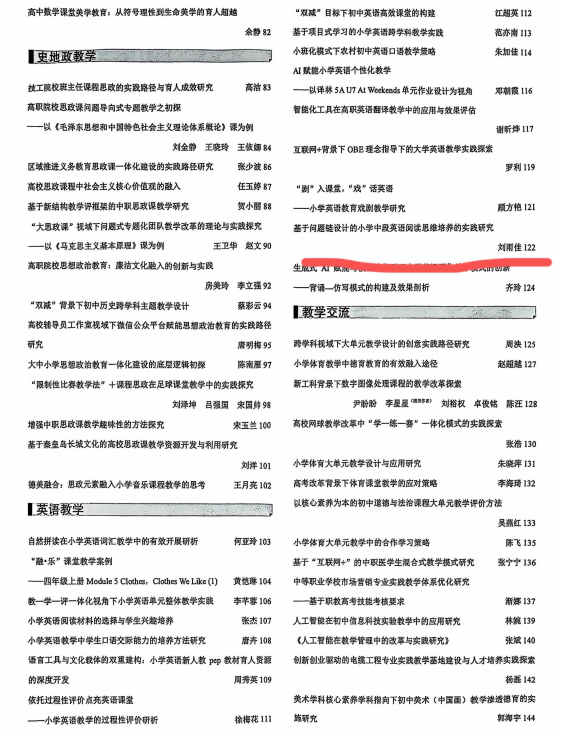 高中数学课堂美学教育：从符号理性到生命美学的育人超越
余静 82
史地政教学
技工院校班主任课程思政的实践路径与育人成效研究 高洁 83
高职院校思政课问题导向式专题教学之初探
——以《毛泽东思想和中国特色社会主义理论体系概论》课为例
刘金静 王晓玲 王依娜 84
区域推进义务教育思政课一体化建设的实践路径研究 张少波 86
高校思政课程中社会主义核心价值观的融入 任玉婷 87
基于新结构教学评框架的中职思政课教学研究 贺小丽 88
“大思政课”视域下问题式专题化团队教学改革的理论与实践探究
——以《马克思主义基本原理》课为例 王卫华 赵文 90
高职院校思想政治教育：廉洁文化融入的创新与实践
房美玲 李立强 92
“双减”背景下初中历史跨学科主题教学设计 蔡彩云 94
高校辅导员工作室视域下微信公众平台赋能思想政治教育的实践路径
研究 唐明梅 95
大中小学思想政治教育一体化建设的底层逻辑初探 陈南雁 97
“限制性比赛教学法”+课程思政在足球课堂教学中的实践探究
刘泽坤 吕强国 宋国帅 98
增强中职思政课教学趣味性的方法探究 宋玉兰 100
基于秦皇岛长城文化的高校思政课教学资源开发与利用研究
刘洋 101
德美融合：思政元素融入小学音乐课程教学的思考 王月亮 102
英语教学
自然拼读在小学英语词汇教学中的有效开展研析 何亚玲 103
“融·乐”课堂教学案例
——四年级上册 Module 5 Clothes, Clothes We Like (1) 黄恺琳 104
教—学—评一体化视角下小学英语单元整体教学实践 李芊蓉 106
小学英语阅读材料的选择与学生兴趣培养 张杰 107
小学英语教学中学生口语交际能力的培养方法研究 唐卉 108
语言工具与文化载体的双重建构：小学英语新人教 pep 教材育人资源
的深度开发 周秀英 109
依托过程性评价点亮英语课堂
——小学英语教学的过程性评价研析 徐梅花 111
“双减”目标下初中英语高效课堂的构建 江超英 112
基于项目式学习的小学英语跨学科教学实践 范亦南 113
小班化模式下农村初中英语口语教学策略 朱加佳 114
AI 赋能小学英语个性化教学
——以译林 5A U7 At Weekends 单元作业设计为视角 邓朝霞 116
智能化工具在高职英语翻译教学中的应用与效果评估
谢昕烨 117
互联网+背景下 OBE 理念指导下的大学英语教学实践探索
罗利 119
“剧”入课堂，“戏”话英语
——小学英语教育戏剧教学研究 顾方艳 121
基于问题链设计的小学中段英语阅读思维培养的实践研究
刘雨佳 122
生成式 AI 赋能 模式的创新
——背诵—仿写模式的构建及效果剖析 齐玲 124
教学交流
跨学科视域下大单元教学设计的创意实践路径研究 周泱 125
小学体育教学中德育教育的有效融入途径 赵超越 127
新工科背景下数字图像处理课程的教学改革探索
尹盼盼 李星星（通讯作者） 刘裕权 卓俊铭 陈汪 128
高校网球教学改革中“学—练—赛”一体化模式的实践探索
张浩 130
小学体育大单元教学设计与应用研究 朱晓萍 131
高考改革背景下体育课堂教学的应对策略 李海琦 132
以核心素养为本的初中道德与法治课程大单元教学评价方法
吴燕红 133
小学体育大单元教学中的合作学习策略 陈飞 135
基于“互联网+”的中职医学生混合式教学模式研究 张宁宁 136
中等职业学校市场营销专业实践教学体系优化研究
——基于职教高考技能考核要求 渐娜 137
人工智能在初中信息科技实验教学中的应用研究 林婉 139
《人工智能在教学管理中的改革与实践研究》 张斌 140
创新创业驱动的电缆工程专业实践教学基地建设与人才培养实践探索
杨磊 142
美术学科核心素养学科指向下初中美术（中国画）教学渗透德育的实
施研究 郭海宇 144